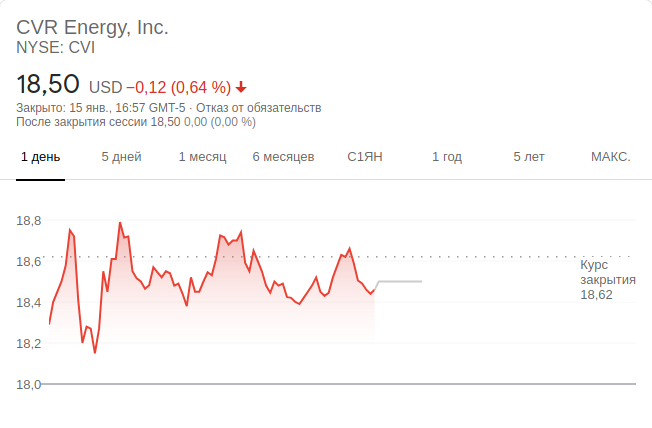 CVR Energy, Inc.
NYSE: CVI
18,50 USD −0,12 (0,64 %)
Закрыто: 15 янв., 16:57 GMT-5 · Отказ от обязательств
После закрытия сессии 18,50 0,00 (0,00 %)
1 день 5 дней 1 месяц 6 месяцев С1ЯН 1 год 5 лет МАКС.
18,8
18,6
Курс
закрытия
18,62
18,4
18,2
18,0